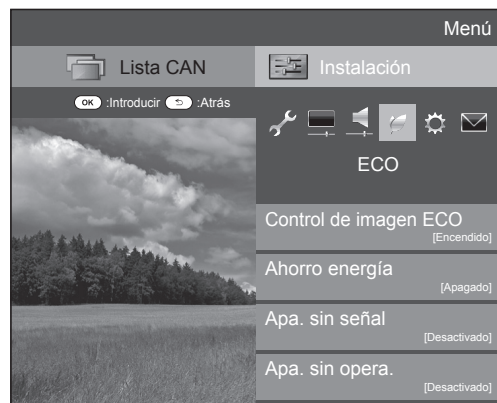 Menú
Lista CAN
Instalación
OK :Introducir :Atrás
ECO
Control de imagen ECO
[Encendido]
Ahorro energía
[Apagado]
Apa. sin señal
[Desactivado]
Apa. sin opera.
[Desactivado]